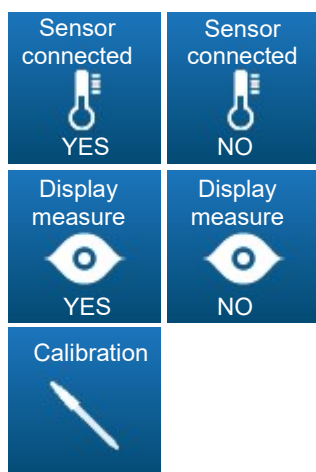 Sensor
connected
YES
Sensor
connected
NO
Display
measure
YES
Display
measure
NO
Calibration